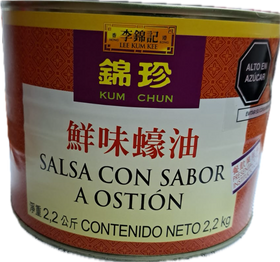 李錦記
LEE KUM KEE
錦珍
KUM CHUN
ALTO EN
AZÚCAR
鮮味蠔油
SALSA CON SABOR
A OSTIÓN
淨重 2,2 公斤 CONTENIDO NETO 2,2 kg